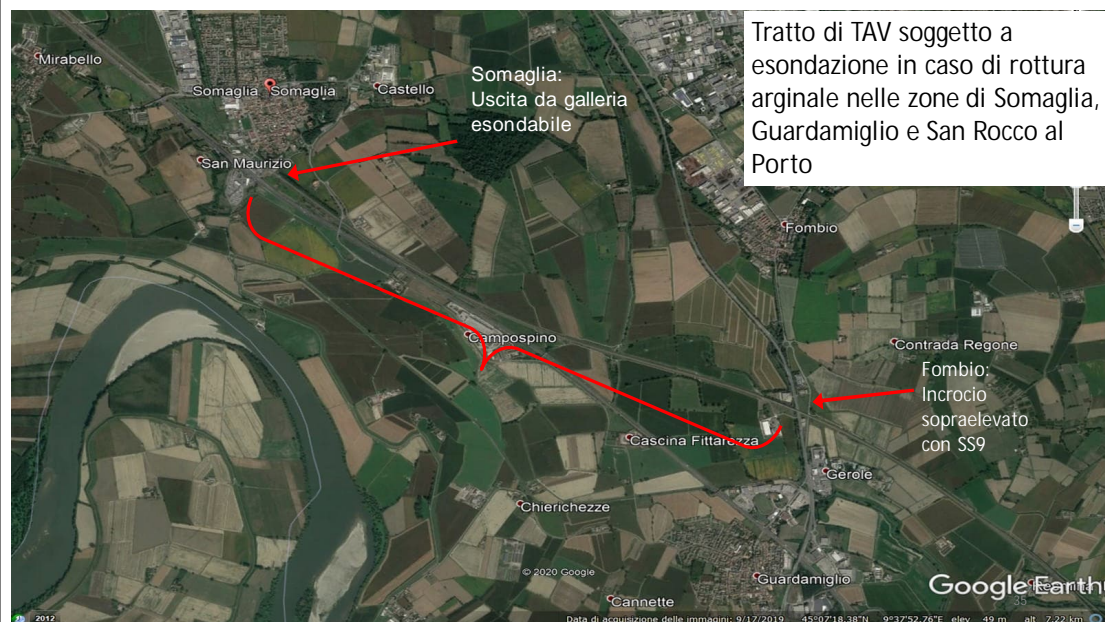 Tratto di TAV soggetto a
esondazione in caso di rottura
arginale nelle zone di Somaglia,
Guardamiglio e San Rocco al
Porto
Mirabello
Somaglia Somaglia
Castello
Somaglia:
Uscita da galleria
esondabile
San Maurizio
Fombio
Campospino
Contrada Regone
Fombio:
Incrocio
sopraelevato
con SS9
Cascina Fittarezza
Gerole
Chierichezze
© 2020 Google
Guardamiglio
Google Earth
35
Cannette
2012
Data di acquisizione delle immagini: 9/17/2019 45°07'18.38"N 9°37'52.76"E elev 49 m alt 7.22 km